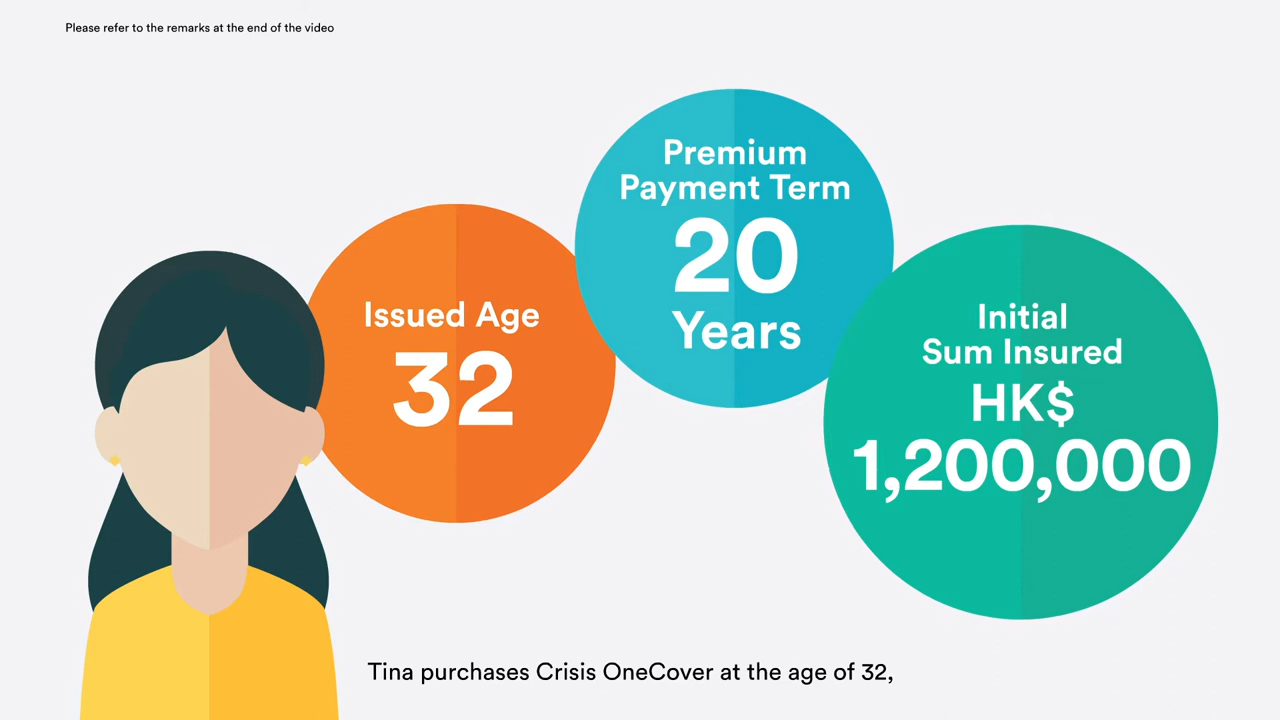 Please refer to the remarks at the end of the video
Issued Age
32
Premium
Payment Term
20
Years
Initial
Sum Insured
HK$
1,200,000
Tina purchases Crisis OneCover at the age of 32,